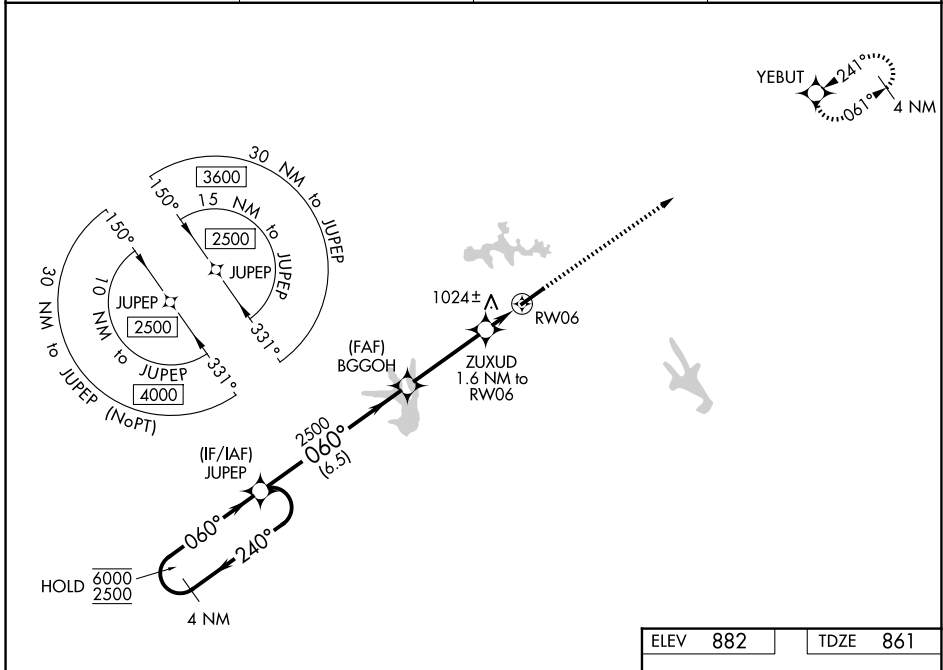 YEBUT
241°
061°
4 NM
30 NM to JUPEP
3600
150°
15 NM to JUPEP
2500
JUPEP
331°
150°
30 NM to JUPEP (NoPT)
10 NM to JUPEP
JUPEP
2500
331°
4000
1024±
RW06
ZUXUD
1.6 NM to
RW06
(FAF)
BGGOH
2500
060°
(6.5)
(IF/IAF)
JUPEP
060°
240°
HOLD 6000
2500
4 NM
ELEV 882
TDZE 861